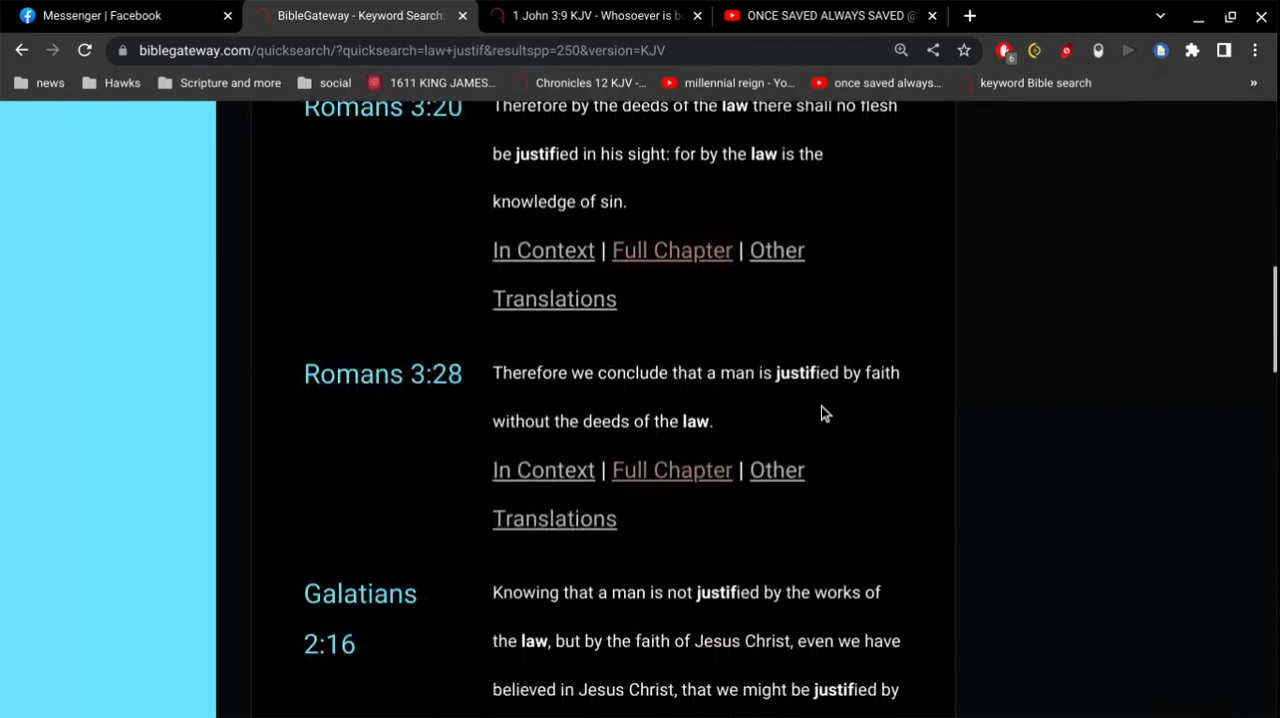 Messenger | Facebook
BibleGateway - Keyword Search:
1 John 3:9 KJV - Whosoever is b
ONCE SAVED ALWAYS SAVED @
biblegateway.com/quicksearch/?quicksearch=law+justif&resultspp=250&version=KJV
6
news
Hawks
Scripture and more
social
1611 KING JAMES...
Chronicles 12 KJV -...
millennial reign - Yo...
once saved always...
keyword Bible search
»
Romans 3:20
Therefore by the deeds of the law there shall no flesh
be justified in his sight: for by the law is the
knowledge of sin.
In Context | Full Chapter | Other
Translations
Romans 3:28
Therefore we conclude that a man is justified by faith
without the deeds of the law.
In Context | Full Chapter | Other
Translations
Galatians
2:16
Knowing that a man is not justified by the works of
the law, but by the faith of Jesus Christ, even we have
believed in Jesus Christ, that we might be justified by